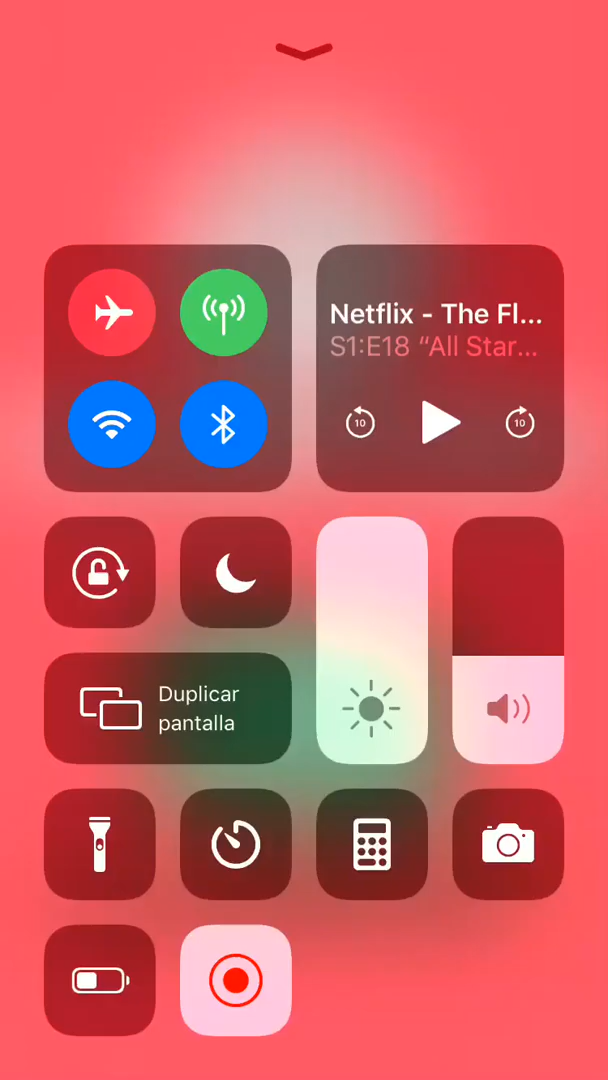 Netflix - The Fl...
S1:E18 “All Star...
10
10
Duplicar
pantalla